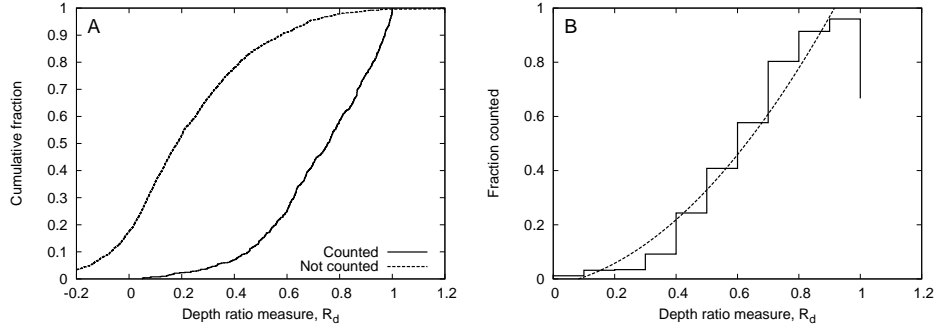 A
Cumulative fraction
1
0.9
0.8
0.7
0.6
0.5
0.4
0.3
0.2
0.1
0
-0.2 0 0.2 0.4 0.6 0.8 1 1.2
Depth ratio measure, R_d
Counted
Not counted
B
Fraction counted
1
0.8
0.6
0.4
0.2
0
0.0 0.2 0.4 0.6 0.8 1 1.2
Depth ratio measure, R_d